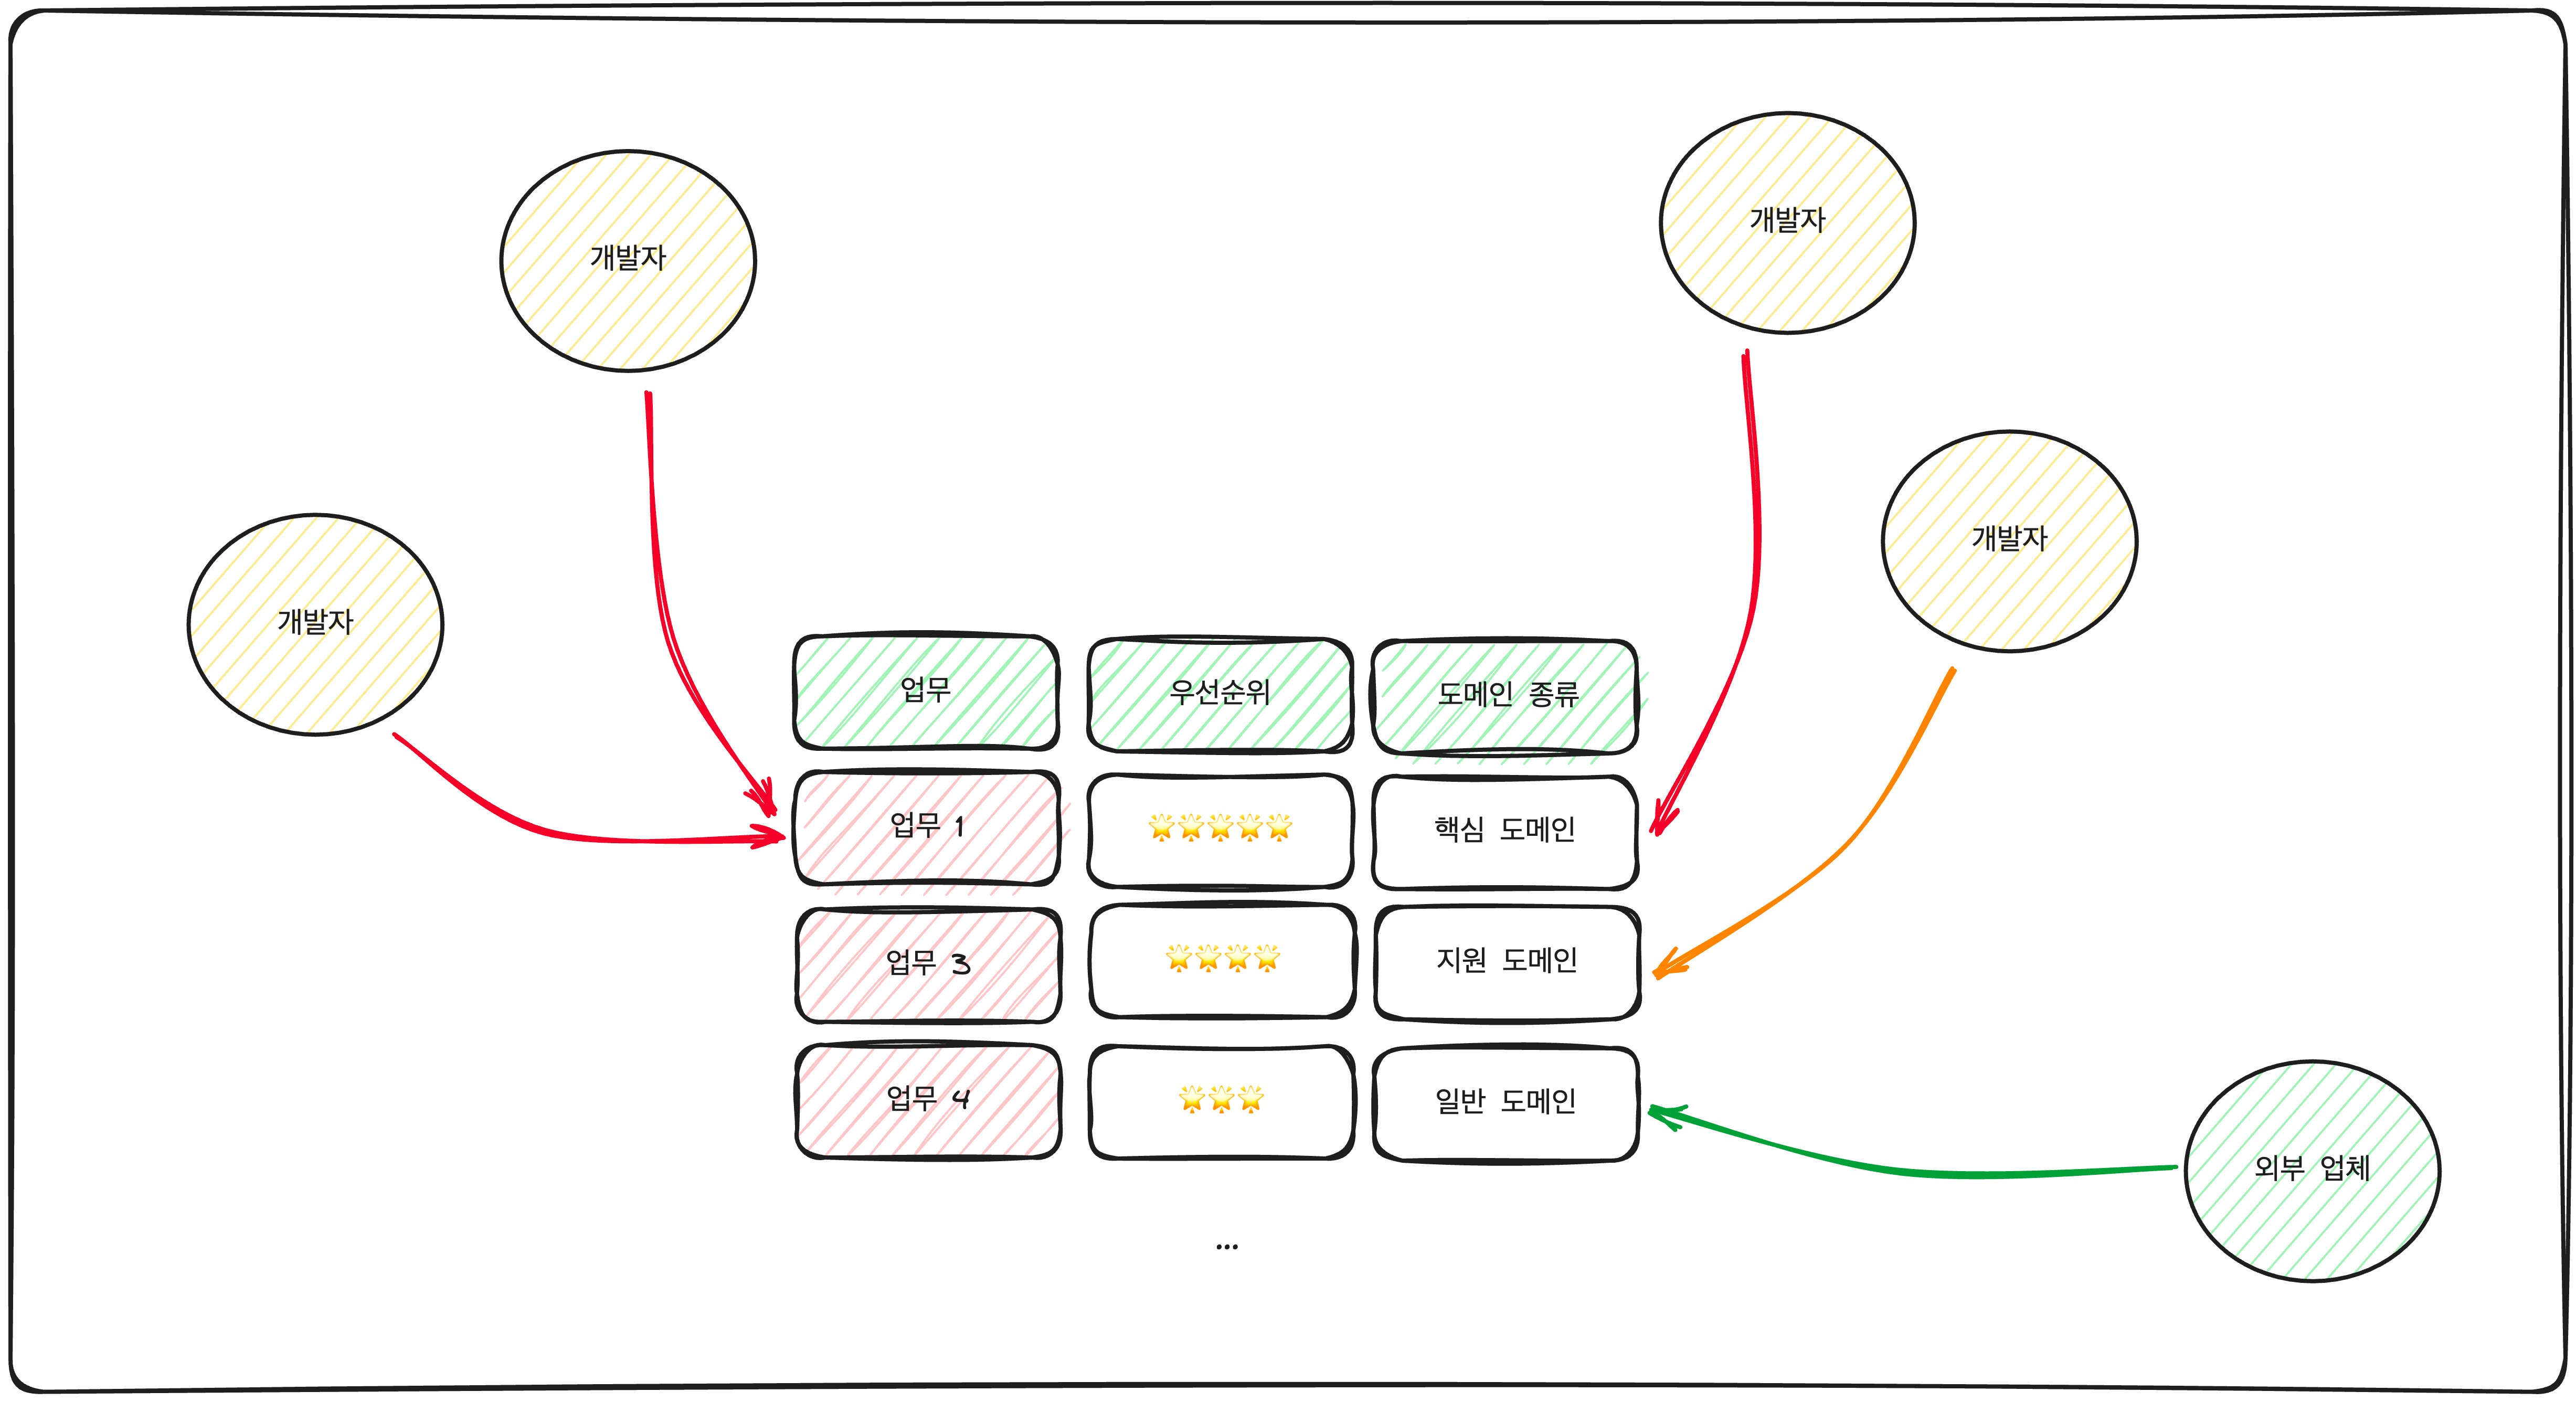 개발자
개발자
개발자
개발자
업무 우선순위 도메인 종류
업무 1 🌟🌟🌟🌟🌟 핵심 도메인
업무 3 🌟🌟🌟🌟 지원 도메인
업무 4 🌟🌟🌟 일반 도메인
외부 업체
...